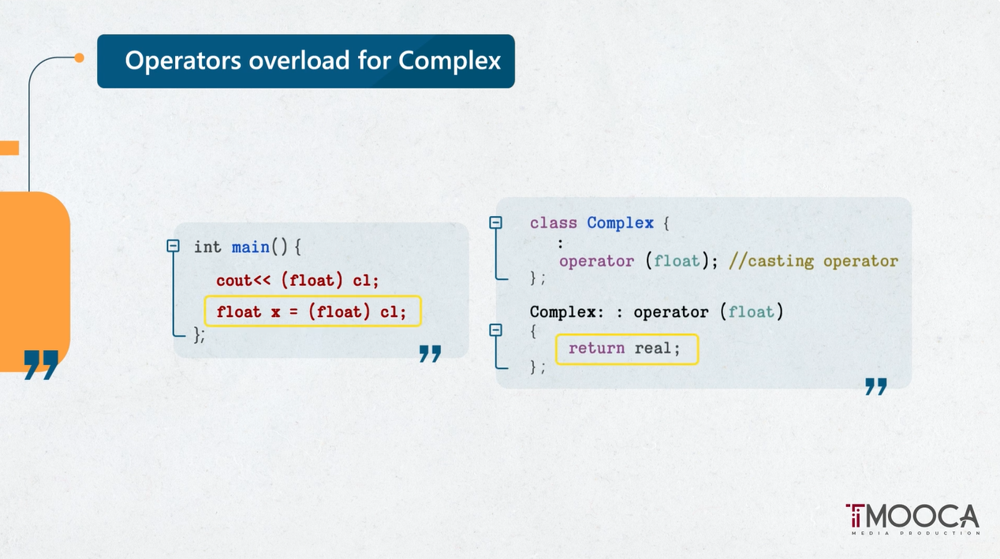 Operators overload for Complex
int main() {
cout<< (float) cl;
float x = (float) cl;
};
class Complex {
:
operator (float); //casting operator
};
Complex: : operator (float)
{
return real;
};
TiMOOCA
MEDIA PRODUCTION